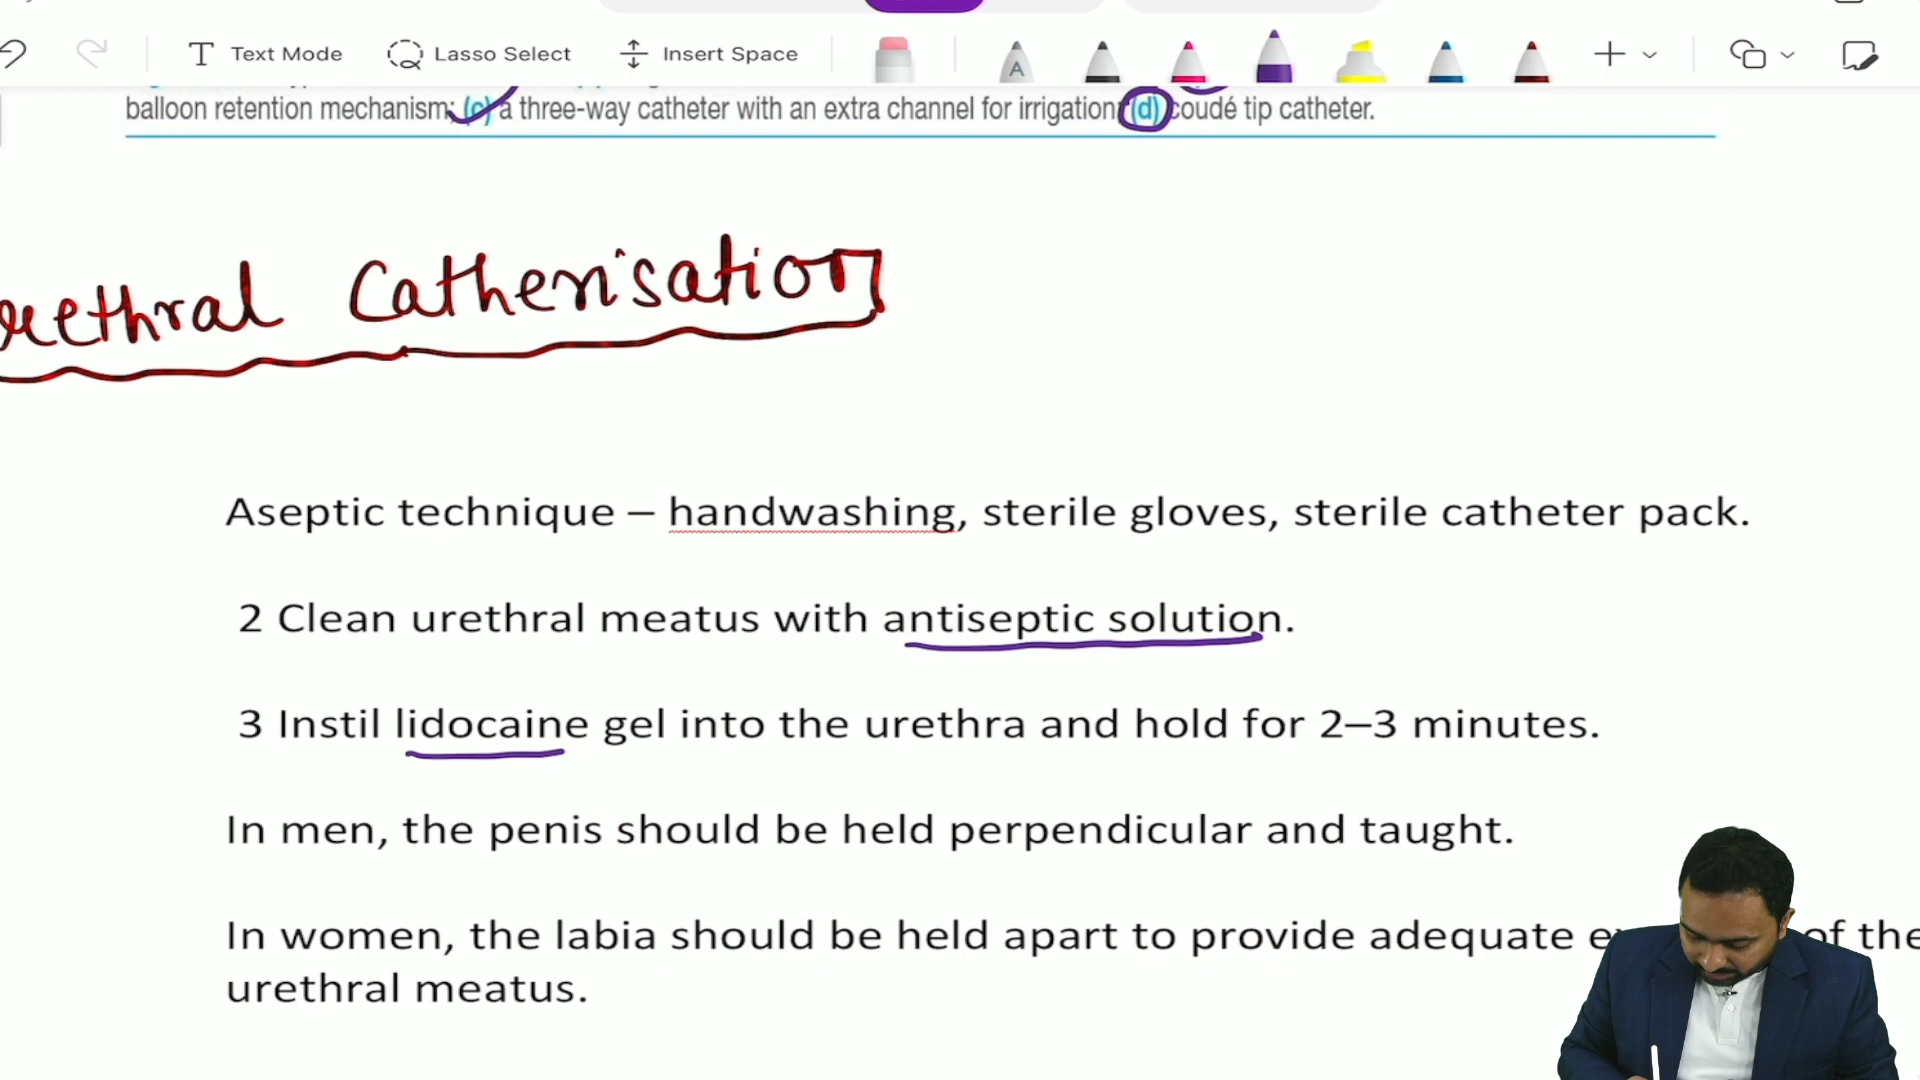 Text Mode Lasso Select Insert Space A
balloon retention mechanism; (c) a three-way catheter with an extra channel for irrigation; (d) coudé tip catheter.
Catherisation
Aseptic technique – handwashing, sterile gloves, sterile catheter pack.
2 Clean urethral meatus with antiseptic solution.
3 Instil lidocaine gel into the urethra and hold for 2–3 minutes.
In men, the penis should be held perpendicular and taught.
In women, the labia should be held apart to provide adequate of the
urethral meatus.